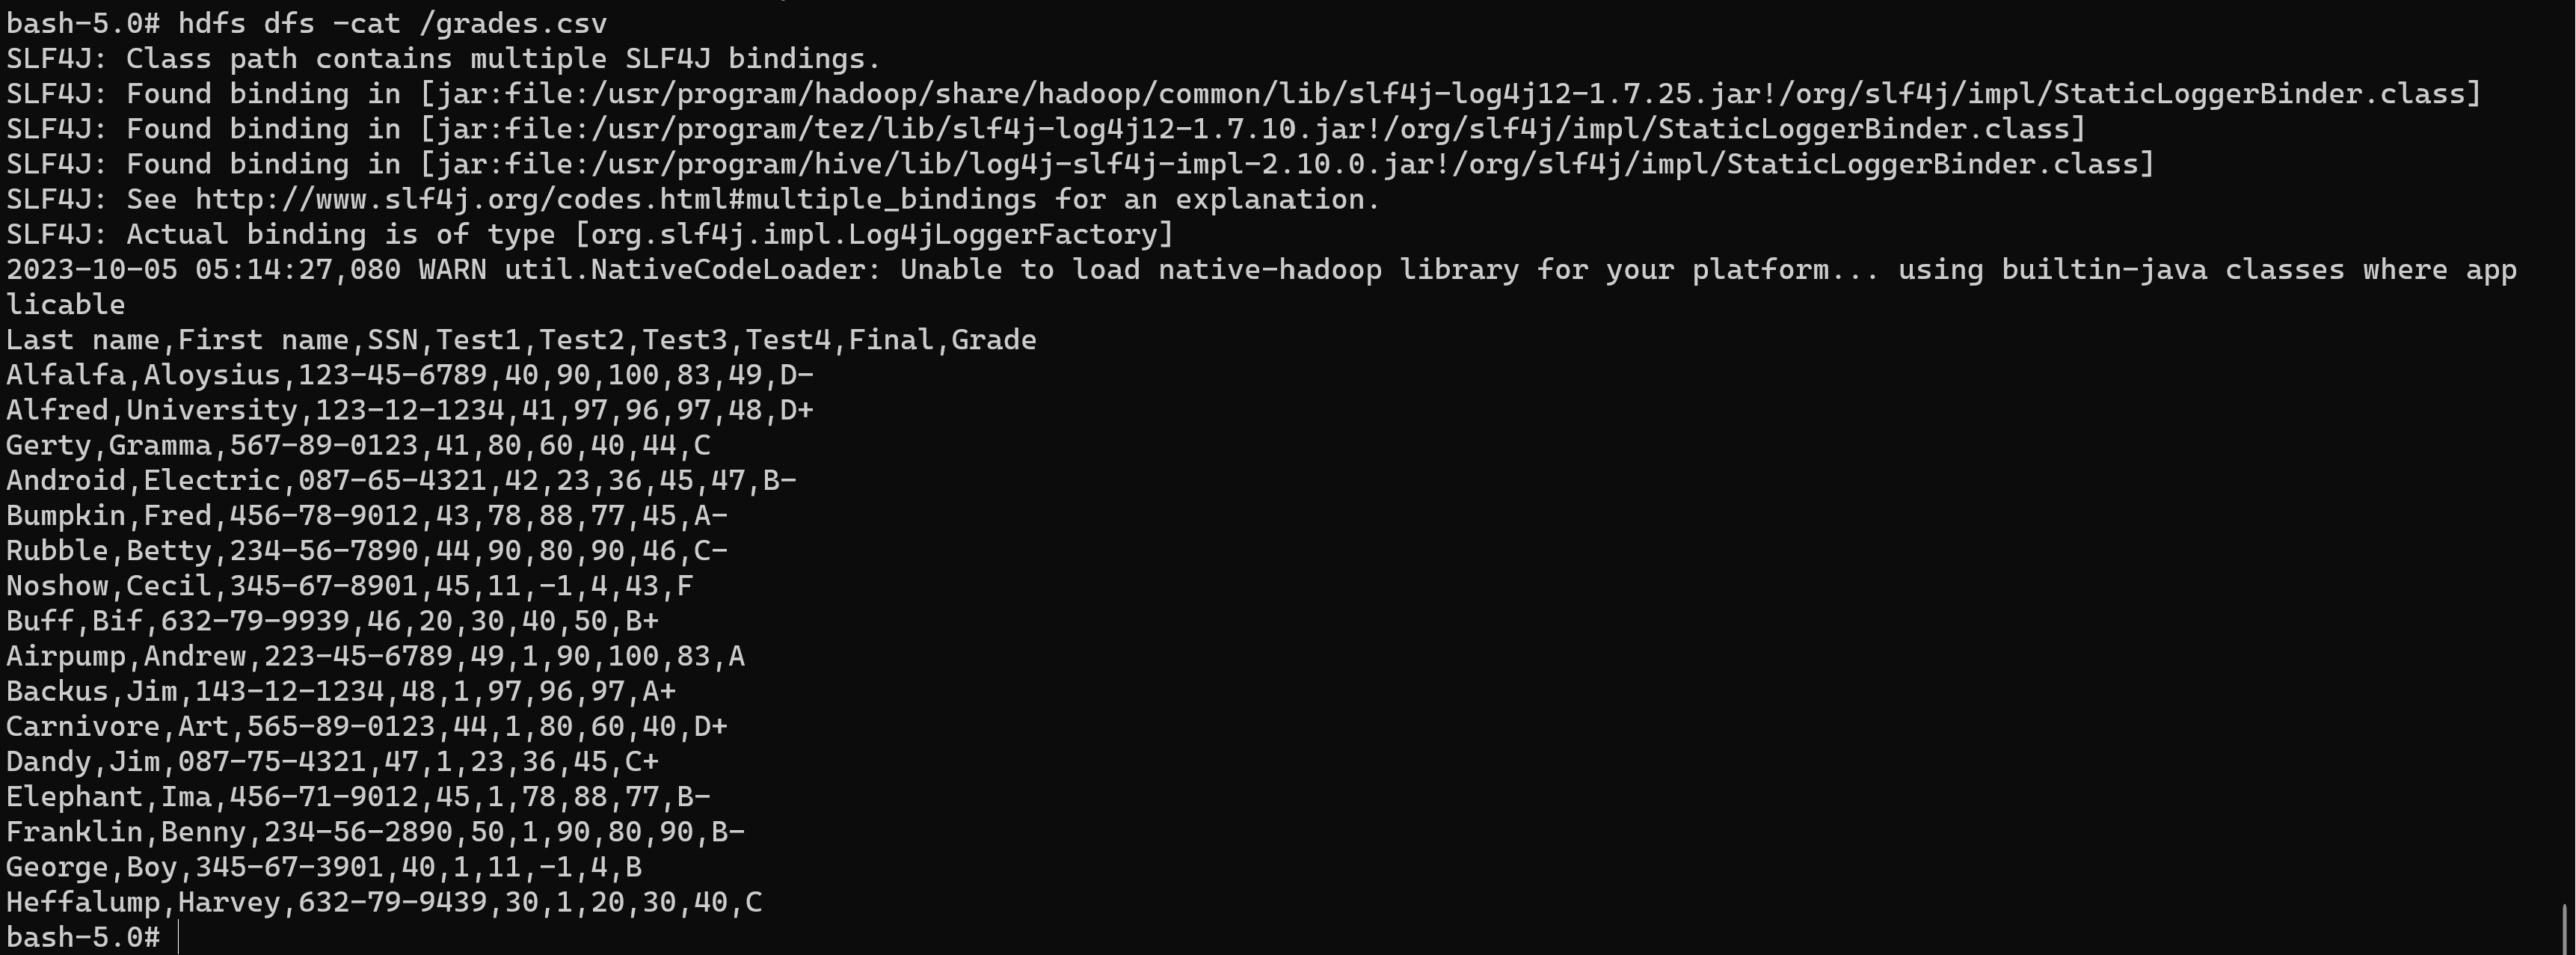 bash-5.0# hdfs dfs -cat /grades.csv
SLF4J: Class path contains multiple SLF4J bindings.
SLF4J: Found binding in [jar:file:/usr/program/hadoop/share/hadoop/common/lib/slf4j-log4j12-1.7.25.jar!/org/slf4j/impl/StaticLoggerBinder.class]
SLF4J: Found binding in [jar:file:/usr/program/tez/lib/slf4j-log4j12-1.7.10.jar!/org/slf4j/impl/StaticLoggerBinder.class]
SLF4J: Found binding in [jar:file:/usr/program/hive/lib/log4j-slf4j-impl-2.10.0.jar!/org/slf4j/impl/StaticLoggerBinder.class]
SLF4J: See http://www.slf4j.org/codes.html#multiple_bindings for an explanation.
SLF4J: Actual binding is of type [org.slf4j.impl.Log4jLoggerFactory]
2023-10-05 05:14:27,080 WARN util.NativeCodeLoader: Unable to load native-hadoop library for your platform... using builtin-java classes where app
licable
Last name,First name,SSN,Test1,Test2,Test3,Test4,Final,Grade
Alfalfa,Aloysius,123-45-6789,40,90,100,83,49,D-
Alfred,University,123-12-1234,41,97,96,97,48,D+
Gerty,Gramma,567-89-0123,41,80,60,40,44,C
Android,Electric,087-65-4321,42,23,36,45,47,B-
Bumpkin,Fred,456-78-9012,43,78,88,77,45,A-
Rubble,Betty,234-56-7890,44,90,80,90,46,C-
Noshow,Cecil,345-67-8901,45,11,-1,4,43,F
Buff,Bif,632-79-9939,46,20,30,40,50,B+
Airpump,Andrew,223-45-6789,49,1,90,100,83,A
Backus,Jim,143-12-1234,48,1,97,96,97,A+
Carnivore,Art,565-89-0123,44,1,80,60,40,D+
Dandy,Jim,087-75-4321,47,1,23,36,45,C+
Elephant,Ima,456-71-9012,45,1,78,88,77,B-
Franklin,Benny,234-56-2890,50,1,90,80,90,B-
George,Boy,345-67-3901,40,1,11,-1,4,B
Heffalump,Harvey,632-79-9439,30,1,20,30,40,C
bash-5.0#